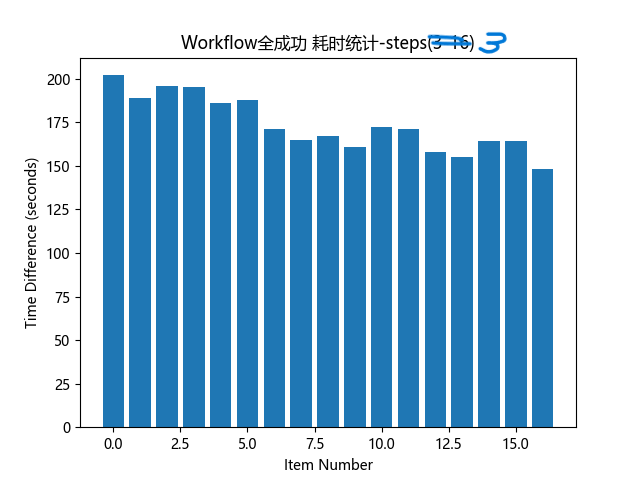 Workflow全成功 耗时统计-steps(3-16) 3
200
175
150
125
100
75
50
25
0
Time Difference (seconds)
0.0 2.5 5.0 7.5 10.0 12.5 15.0
Item Number